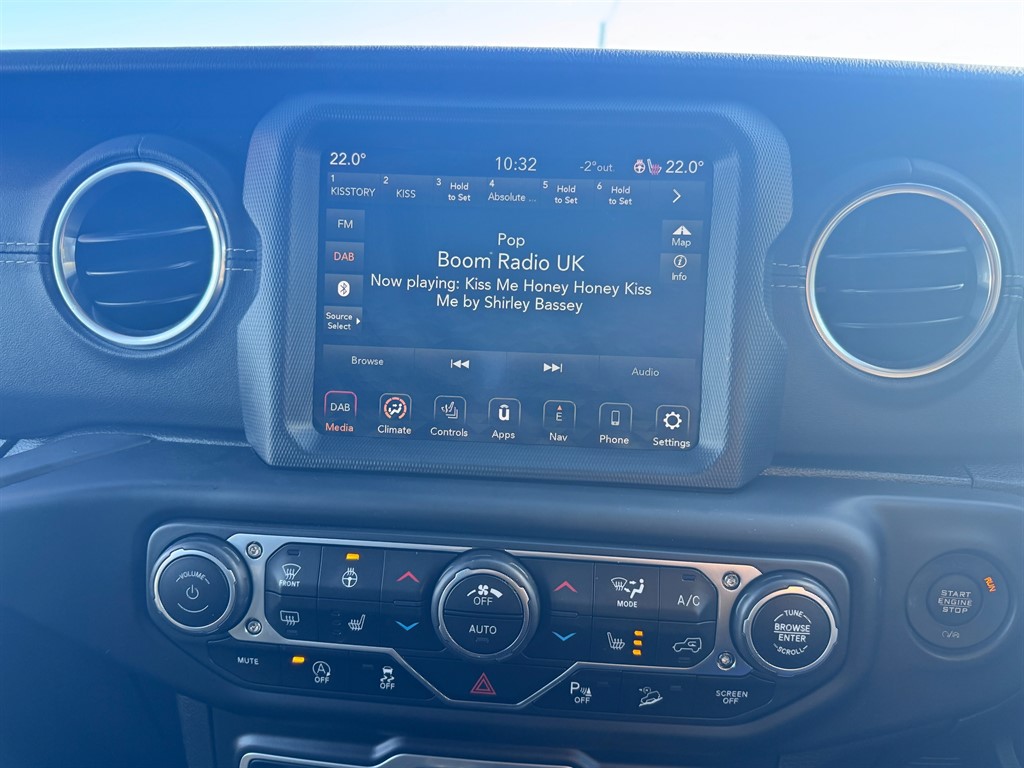 22.0° 10:32 -2°out 22.0°
1 KISSTORY 2 KISS 3 Hold to Set 4 Absolute ... 5 Hold to Set 6 Hold to Set
FM
DAB
Source
Select
Pop
Boom Radio UK
Now playing: Kiss Me Honey Honey Kiss
Me by Shirley Bassey
Map
Info
Browse Audio
DAB E
Media Climate Controls Apps Nav Phone Settings
VOLUME
FRONT
OFF
AUTO
MODE
A/C
TUNE
BROWSE
ENTER
SCROLL
MUTE
A
OFF
OFF
P
OFF
SCREEN
OFF
START
ENGINE
STOP
RUN